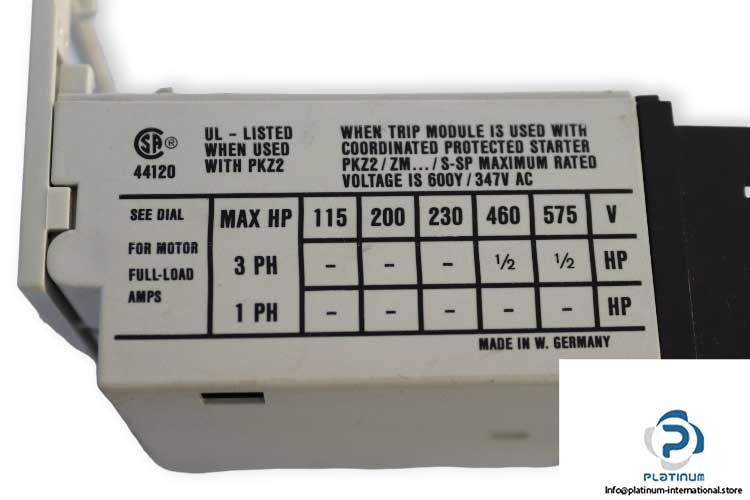 SA ®
44120
UL - LISTED
WHEN USED
WITH PKZ2
WHEN TRIP MODULE IS USED WITH
COORDINATED PROTECTED STARTER
PKZ2/ZM.../S-SP MAXIMUM RATED
VOLTAGE IS 600Y/347V AC
SEE DIAL
FOR MOTOR
FULL-LOAD
AMPS
MAX HP 115 200 230 460 575 V
3 PH - - - 1/2 1/2 HP
1 PH - - - - - HP
MADE IN W. GERMANY
PLATINUM
Info@platinum-international.store